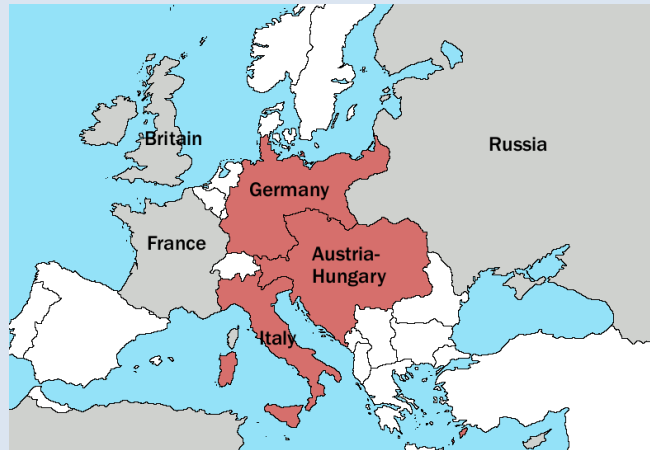 Britain
Russia
Germany
France
Austria-
Hungary
Italy